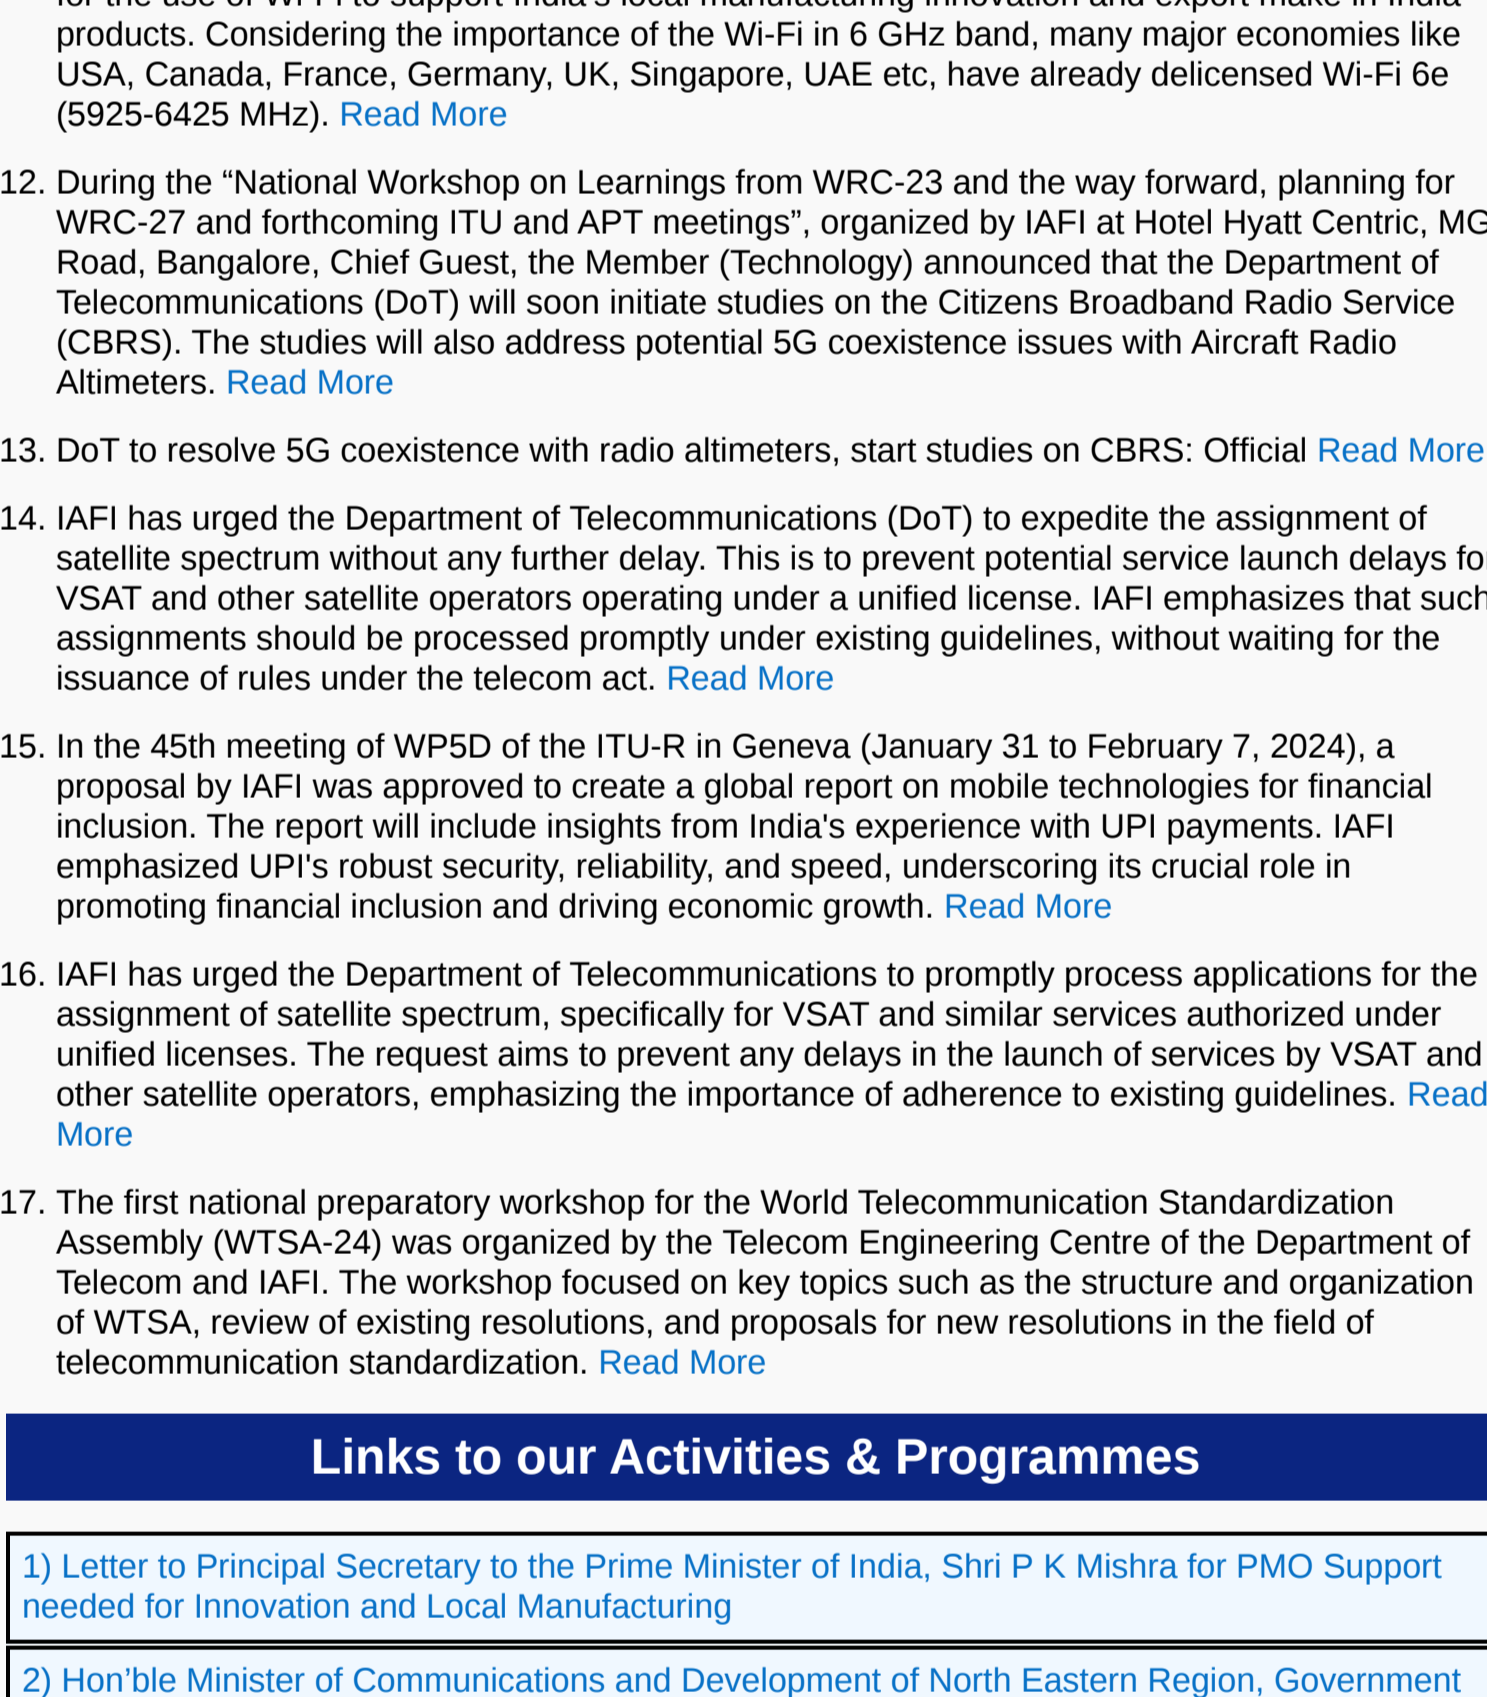 for the use of Wi-Fi to support India's local manufacturing innovation and export make in India
products. Considering the importance of the Wi-Fi in 6 GHz band, many major economies like
USA, Canada, France, Germany, UK, Singapore, UAE etc, have already delicensed Wi-Fi 6e
(5925-6425 MHz). Read More
12. During the “National Workshop on Learnings from WRC-23 and the way forward, planning for
WRC-27 and forthcoming ITU and APT meetings”, organized by IAFI at Hotel Hyatt Centric, MG
Road, Bangalore, Chief Guest, the Member (Technology) announced that the Department of
Telecommunications (DoT) will soon initiate studies on the Citizens Broadband Radio Service
(CBRS). The studies will also address potential 5G coexistence issues with Aircraft Radio
Altimeters. Read More
13. DoT to resolve 5G coexistence with radio altimeters, start studies on CBRS: Official Read More
14. IAFI has urged the Department of Telecommunications (DoT) to expedite the assignment of
satellite spectrum without any further delay. This is to prevent potential service launch delays for
VSAT and other satellite operators operating under a unified license. IAFI emphasizes that such
assignments should be processed promptly under existing guidelines, without waiting for the
issuance of rules under the telecom act. Read More
15. In the 45th meeting of WP5D of the ITU-R in Geneva (January 31 to February 7, 2024), a
proposal by IAFI was approved to create a global report on mobile technologies for financial
inclusion. The report will include insights from India's experience with UPI payments. IAFI
emphasized UPI's robust security, reliability, and speed, underscoring its crucial role in
promoting financial inclusion and driving economic growth. Read More
16. IAFI has urged the Department of Telecommunications to promptly process applications for the
assignment of satellite spectrum, specifically for VSAT and similar services authorized under
unified licenses. The request aims to prevent any delays in the launch of services by VSAT and
other satellite operators, emphasizing the importance of adherence to existing guidelines. Read
More
17. The first national preparatory workshop for the World Telecommunication Standardization
Assembly (WTSA-24) was organized by the Telecom Engineering Centre of the Department of
Telecom and IAFI. The workshop focused on key topics such as the structure and organization
of WTSA, review of existing resolutions, and proposals for new resolutions in the field of
telecommunication standardization. Read More
Links to our Activities & Programmes
1) Letter to Principal Secretary to the Prime Minister of India, Shri P K Mishra for PMO Support
needed for Innovation and Local Manufacturing
2) Hon’ble Minister of Communications and Development of North Eastern Region, Government